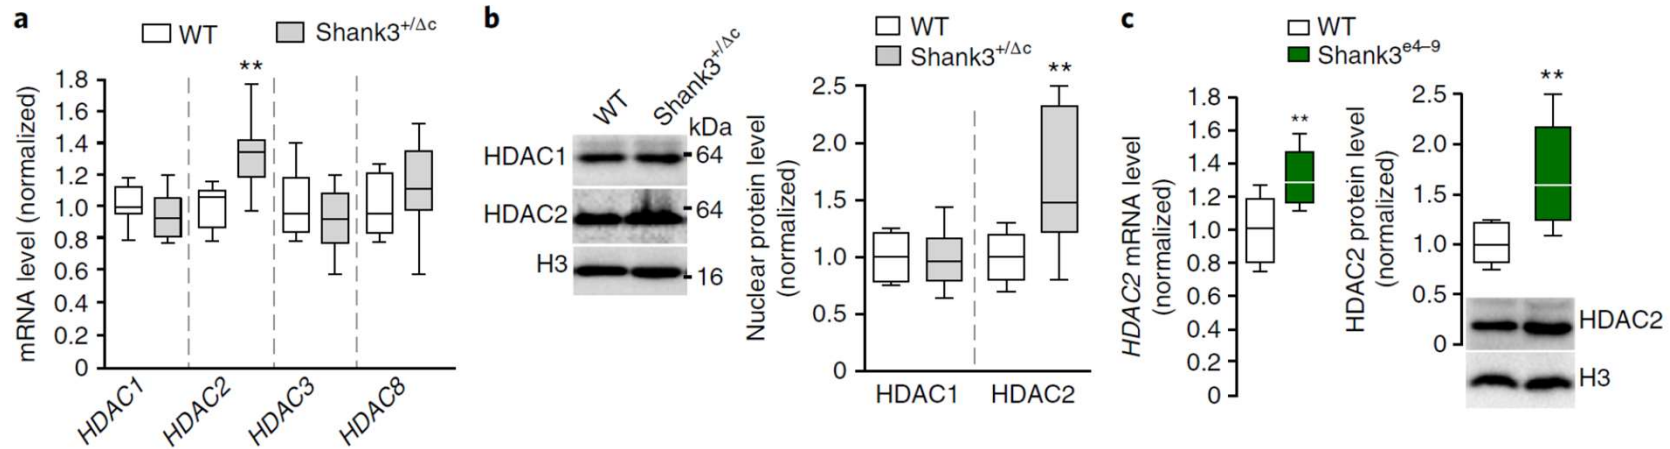 a
WT
Shank3+/Δc
mRNA level (normalized)
1.8
1.6
1.4
1.2
1.0
0.8
0.6
0.4
0.2
0
**
HDAC1
HDAC2
HDAC3
HDAC8
b
WT
Shank3+/Δc
kDa
HDAC1
64
HDAC2
64
H3
16
WT
Shank3+/Δc
Nuclear protein level
(normalized)
2.5
2.0
1.5
1.0
0.5
0
**
HDAC1
HDAC2
c
WT
Shank3e4–9
HDAC2 mRNA level
(normalized)
1.8
1.6
1.4
1.2
1.0
0.8
0.6
0.4
0.2
0
**
HDAC2 protein level
(normalized)
2.5
2.0
1.5
1.0
0.5
0
**
HDAC2
H3